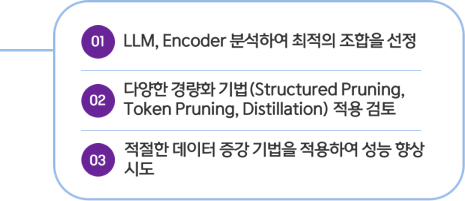 01 LLM, Encoder 분석하여 최적의 조합을 선정
02 다양한 경량화 기법(Structured Pruning,
Token Pruning, Distillation) 적용 검토
03 적절한 데이터 증강 기법을 적용하여 성능 향상
시도